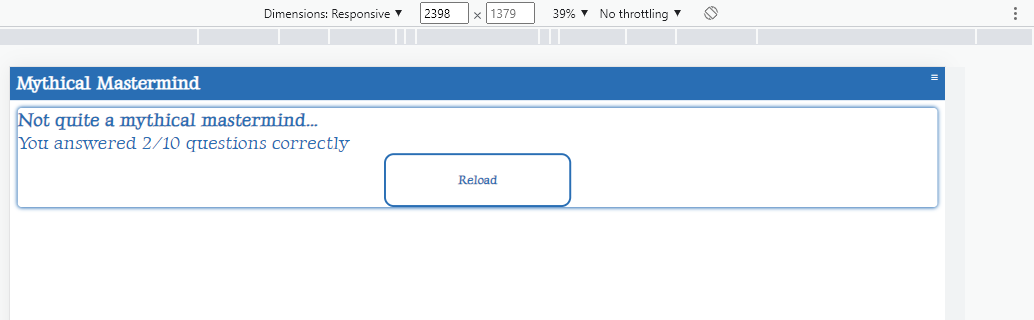 Dimensions: Responsive ▼ 2398 × 1379 39% ▼ No throttling ▼
Mythical Mastermind
Not quite a mythical mastermind...
You answered 2/10 questions correctly
Reload